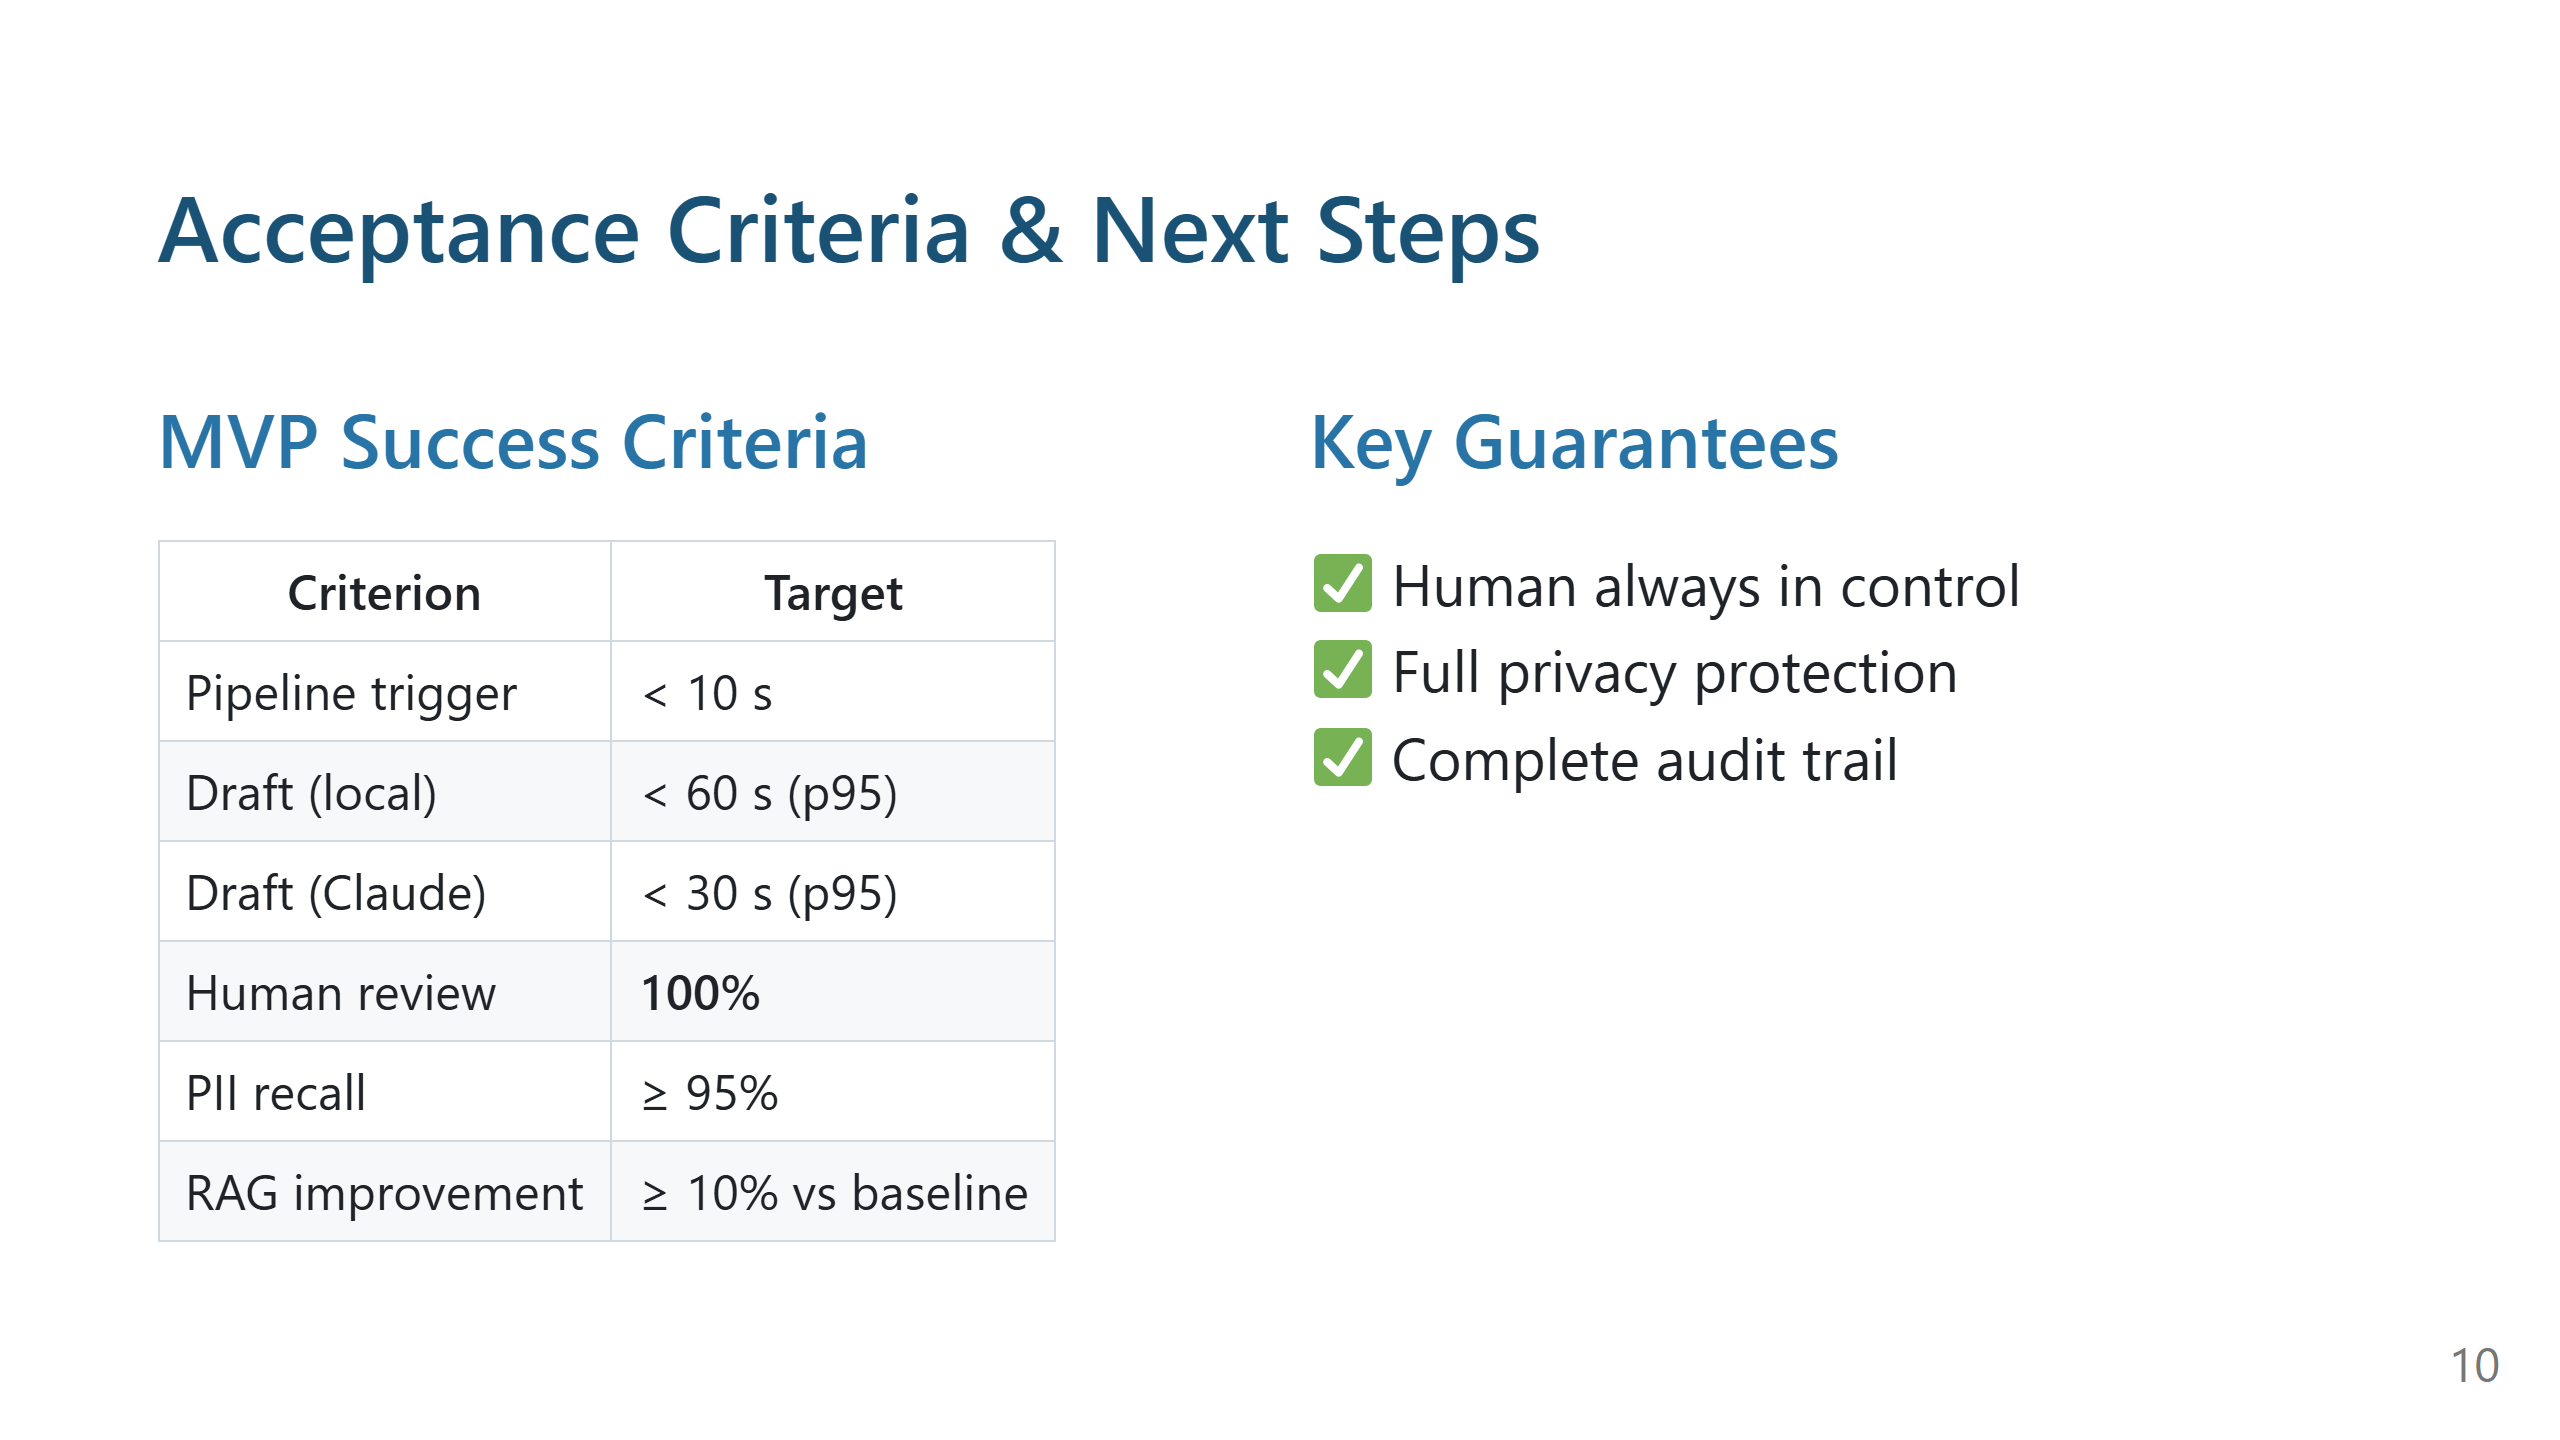 Acceptance Criteria & Next Steps
MVP Success Criteria
Criterion Target
Pipeline trigger < 10 s
Draft (local) < 60 s (p95)
Draft (Claude) < 30 s (p95)
Human review 100%
PII recall ≥ 95%
RAG improvement ≥ 10% vs baseline
Key Guarantees
✅ Human always in control
✅ Full privacy protection
✅ Complete audit trail
10